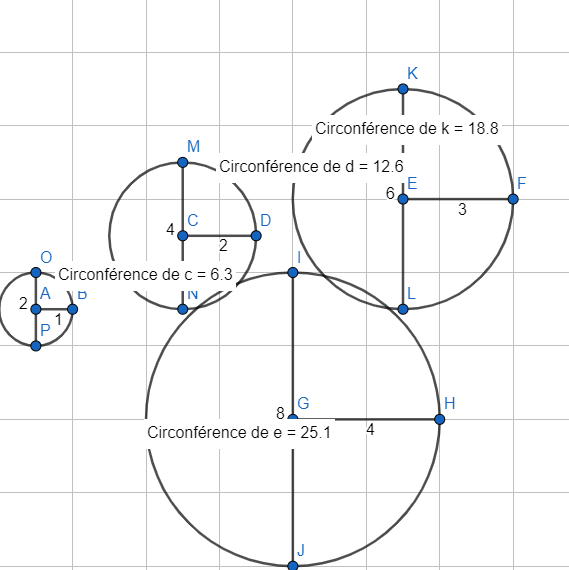 K
Circonférence de k = 18.8
M
Circonférence de d = 12.6
6
E
F
3
4
C
D
2
O
Circonférence de c = 6.3
I
A
B
N
L
2
1
P
8
G
H
Circonférence de e = 25.1
4
J